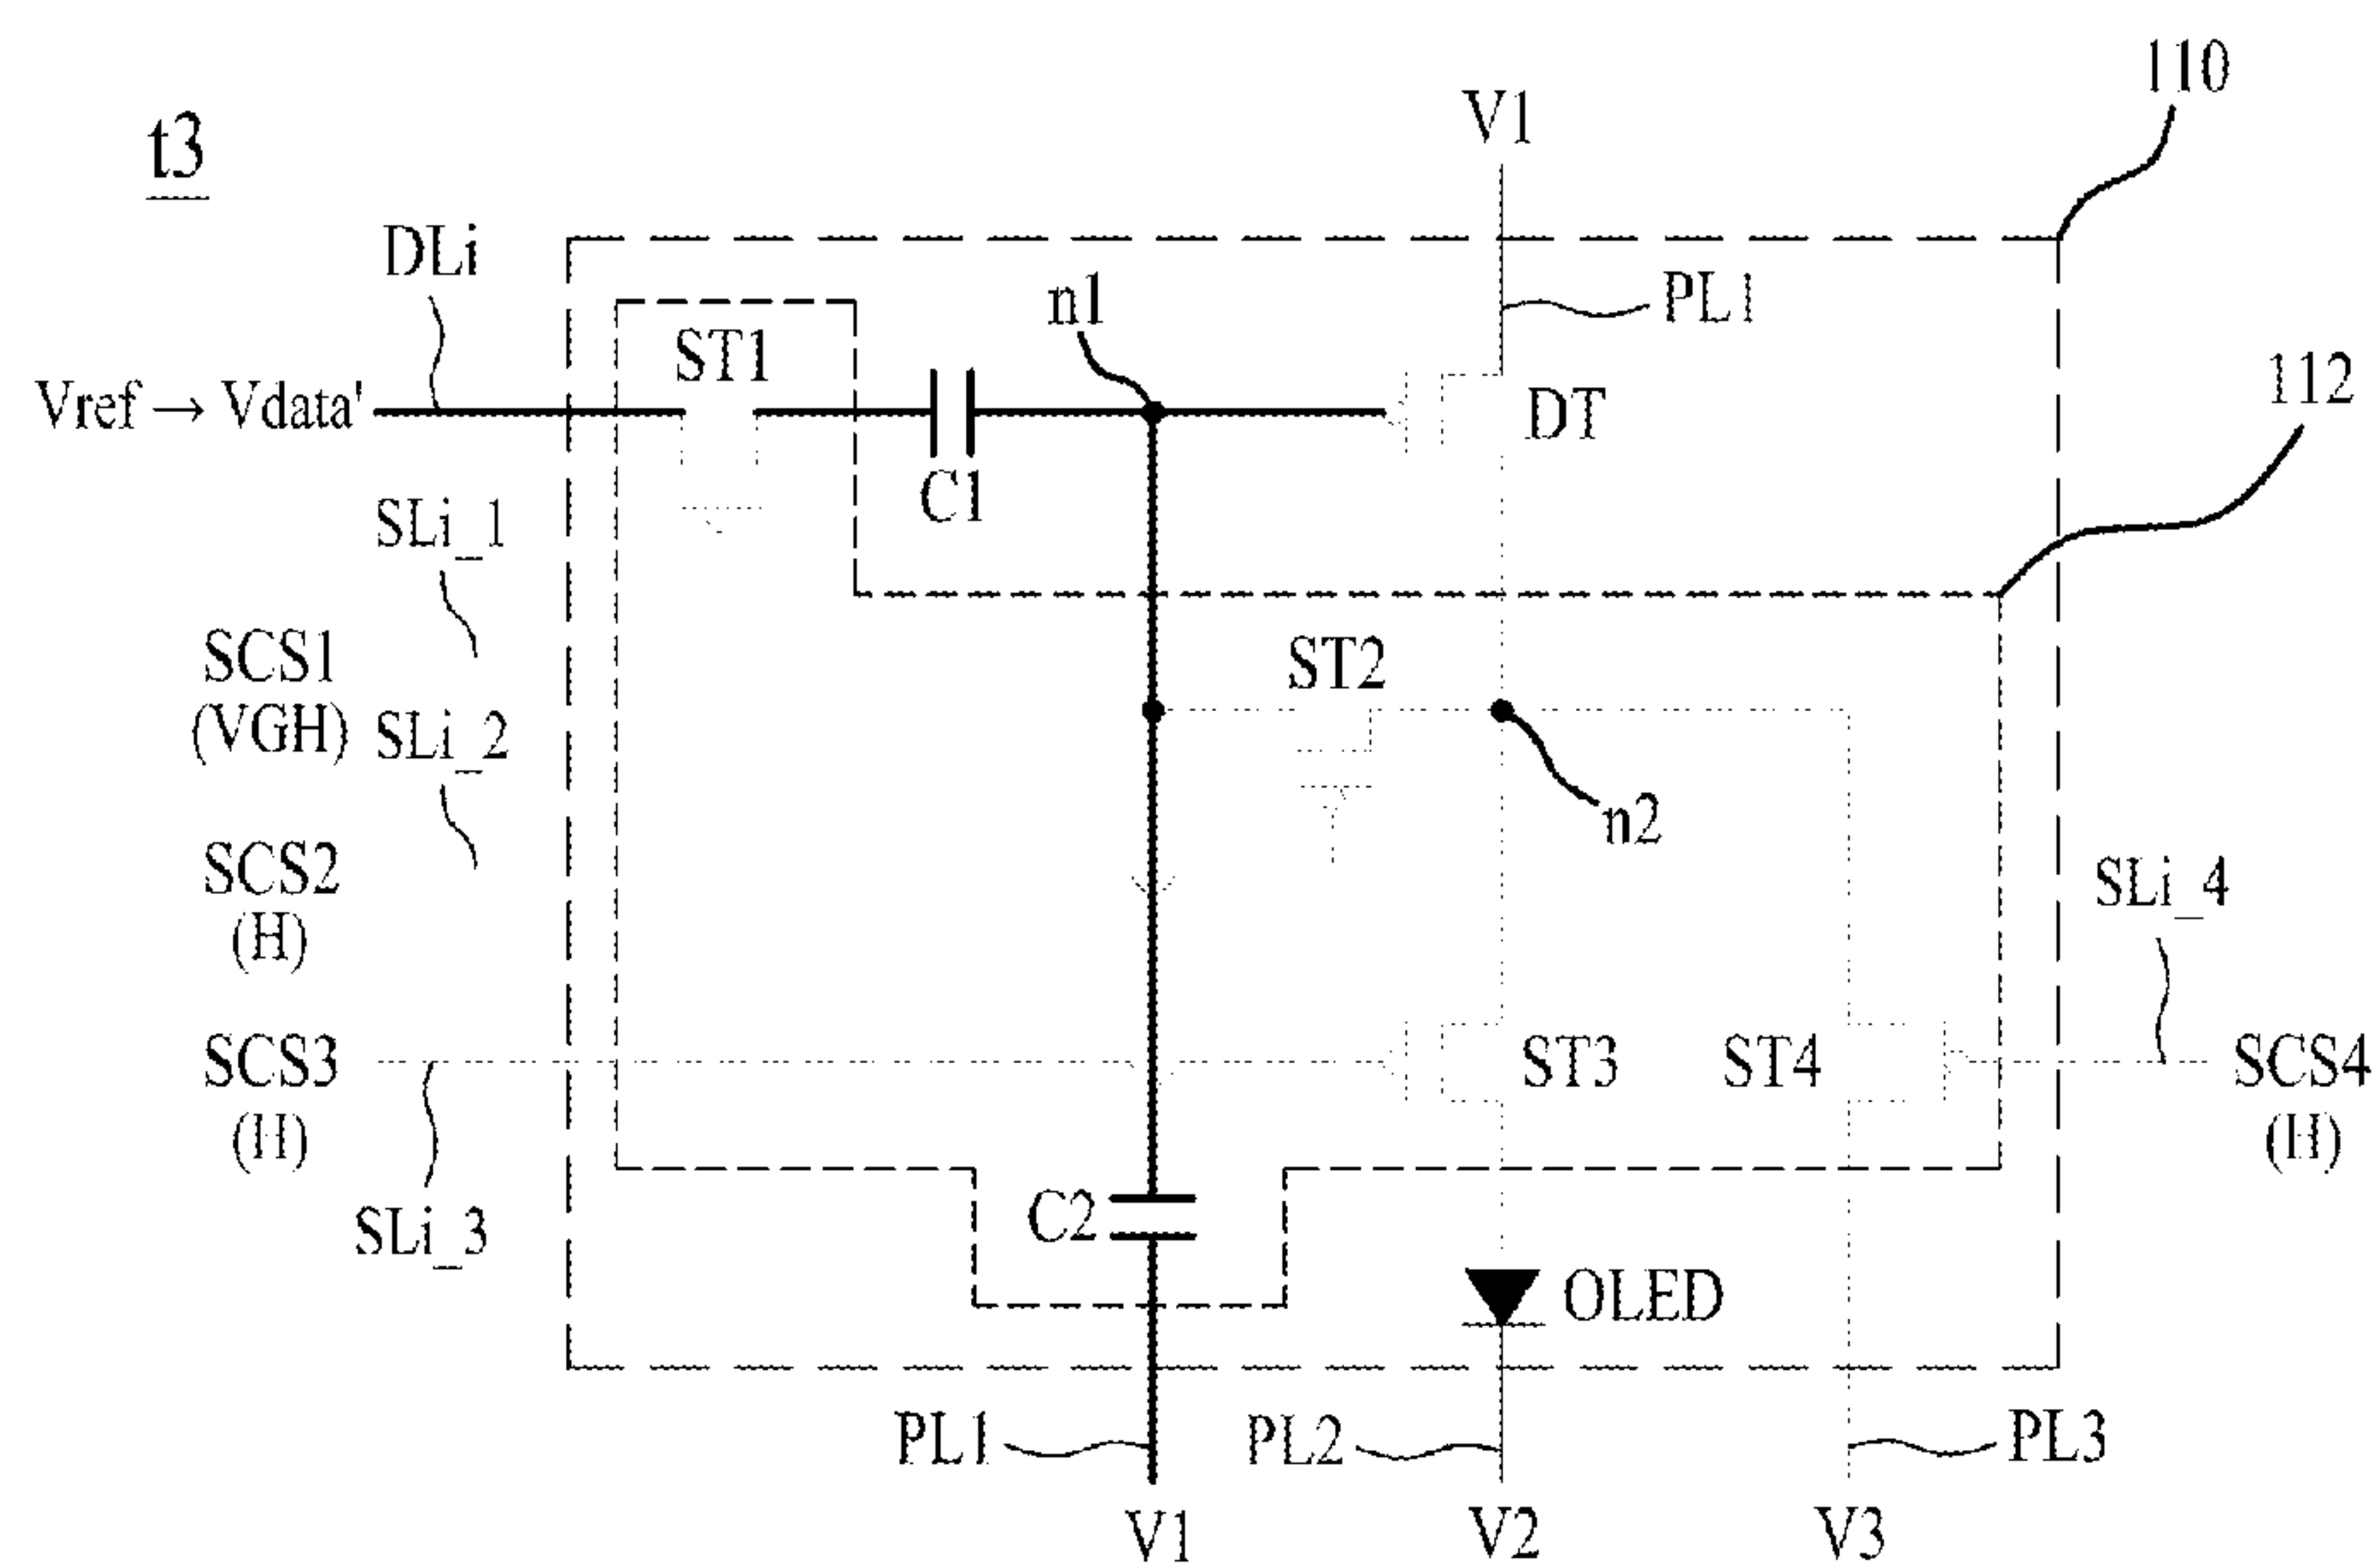 110
V1
t3
DLi
n1
PL1
ST1
112
Vref → Vdata'
DT
C1
SLi_1
SCS1
(VGH)
ST2
SLi_2
n2
SCS2
(H)
SLi_4
SCS3
(H)
ST3
ST4
SCS4
(H)
SLi_3
C2
OLED
PL1
PL2
PL3
V1
V2
V3